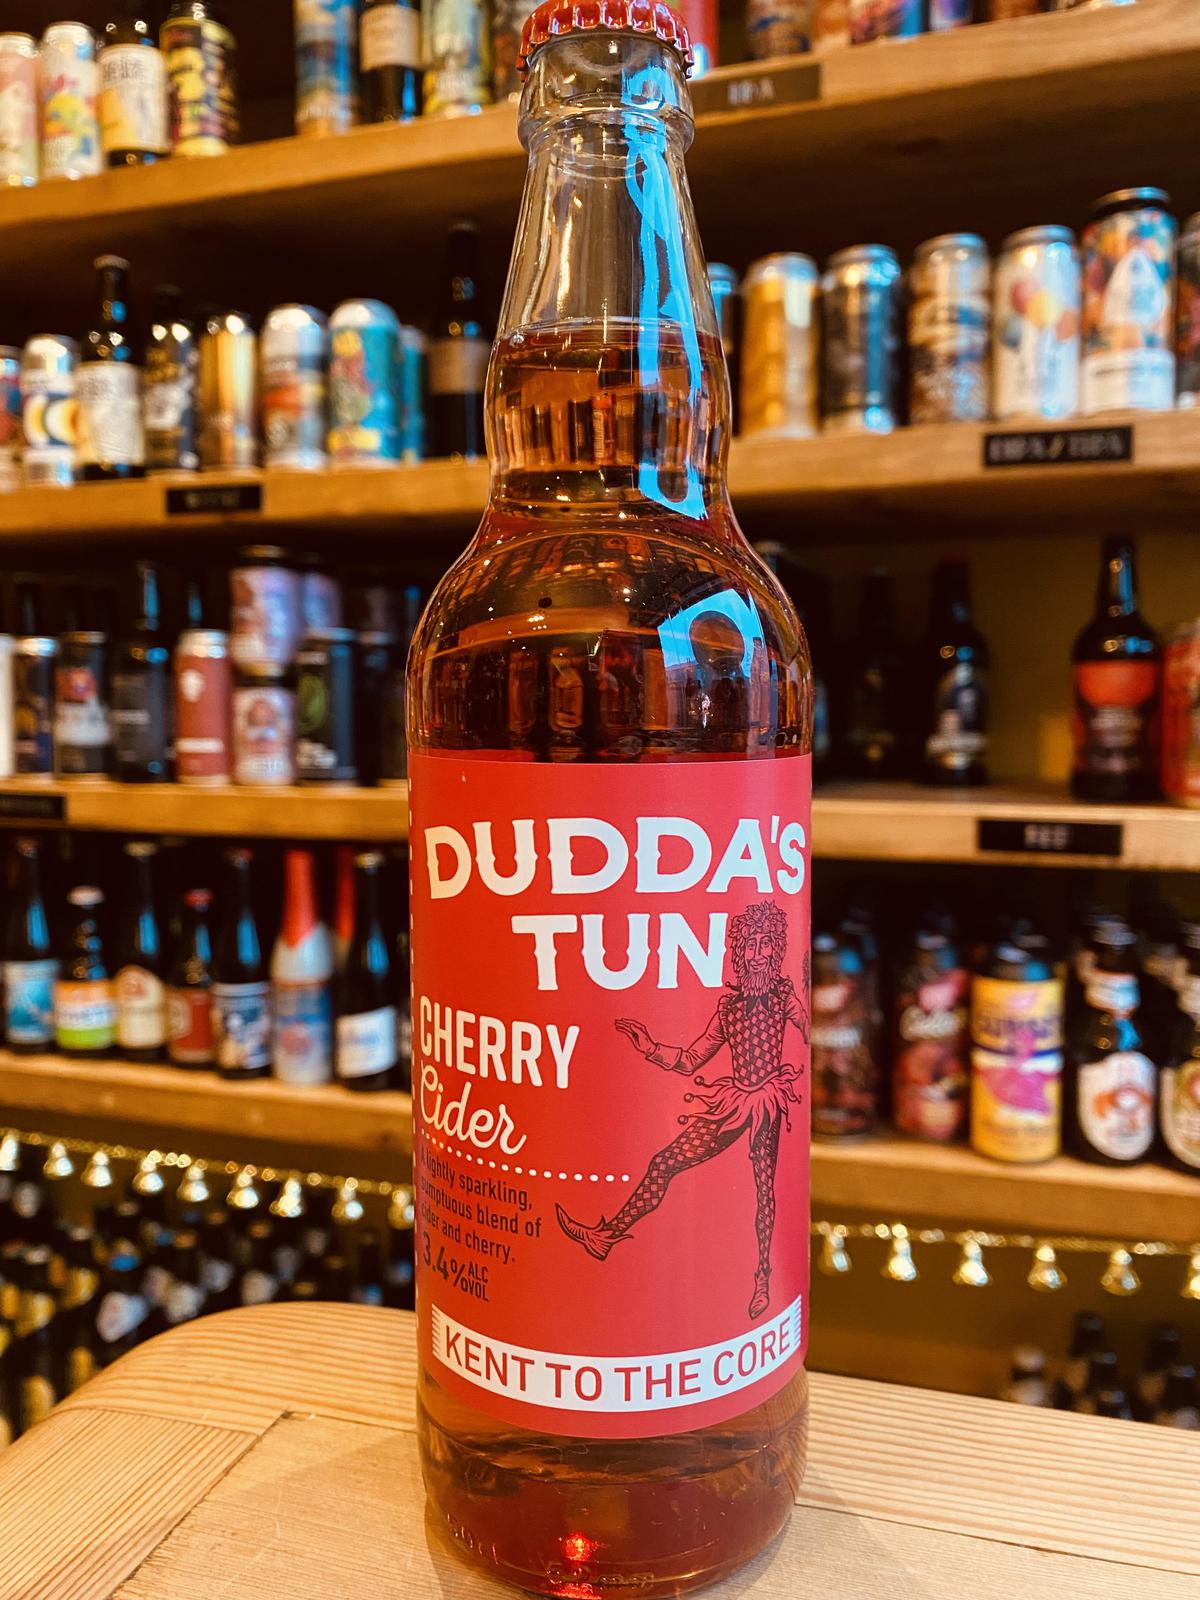 IPA
DUDDA'S
TUN
CHERRY
Cider
A lightly sparkling,
sumptuous blend of
cider and cherry.
3.4% ALC
VOL
KENT TO THE CORE